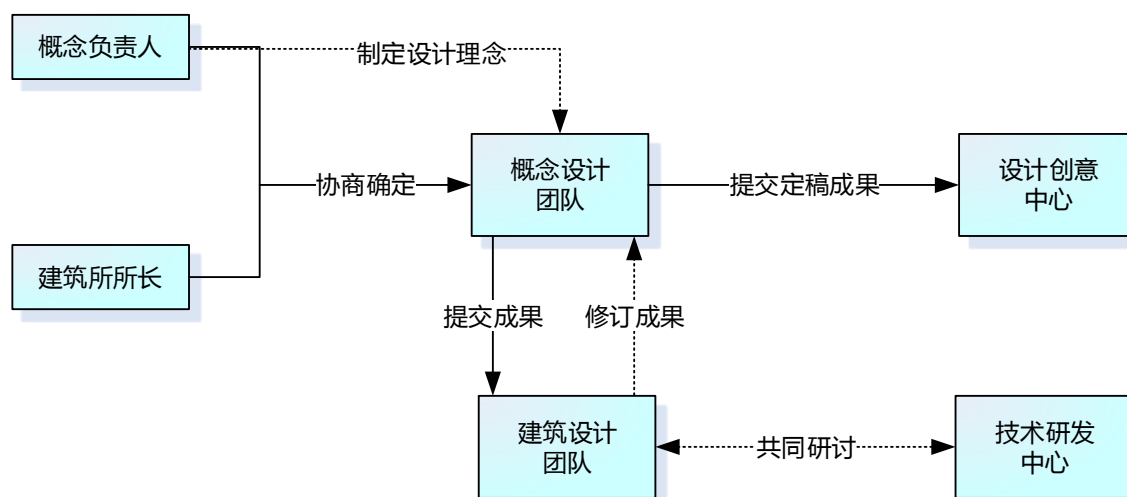 概念负责人
制定设计理念
概念设计
团队
设计创意
中心
协商确定
提交定稿成果
建筑所所长
提交成果
修订成果
建筑设计
团队
共同研讨
技术研发
中心